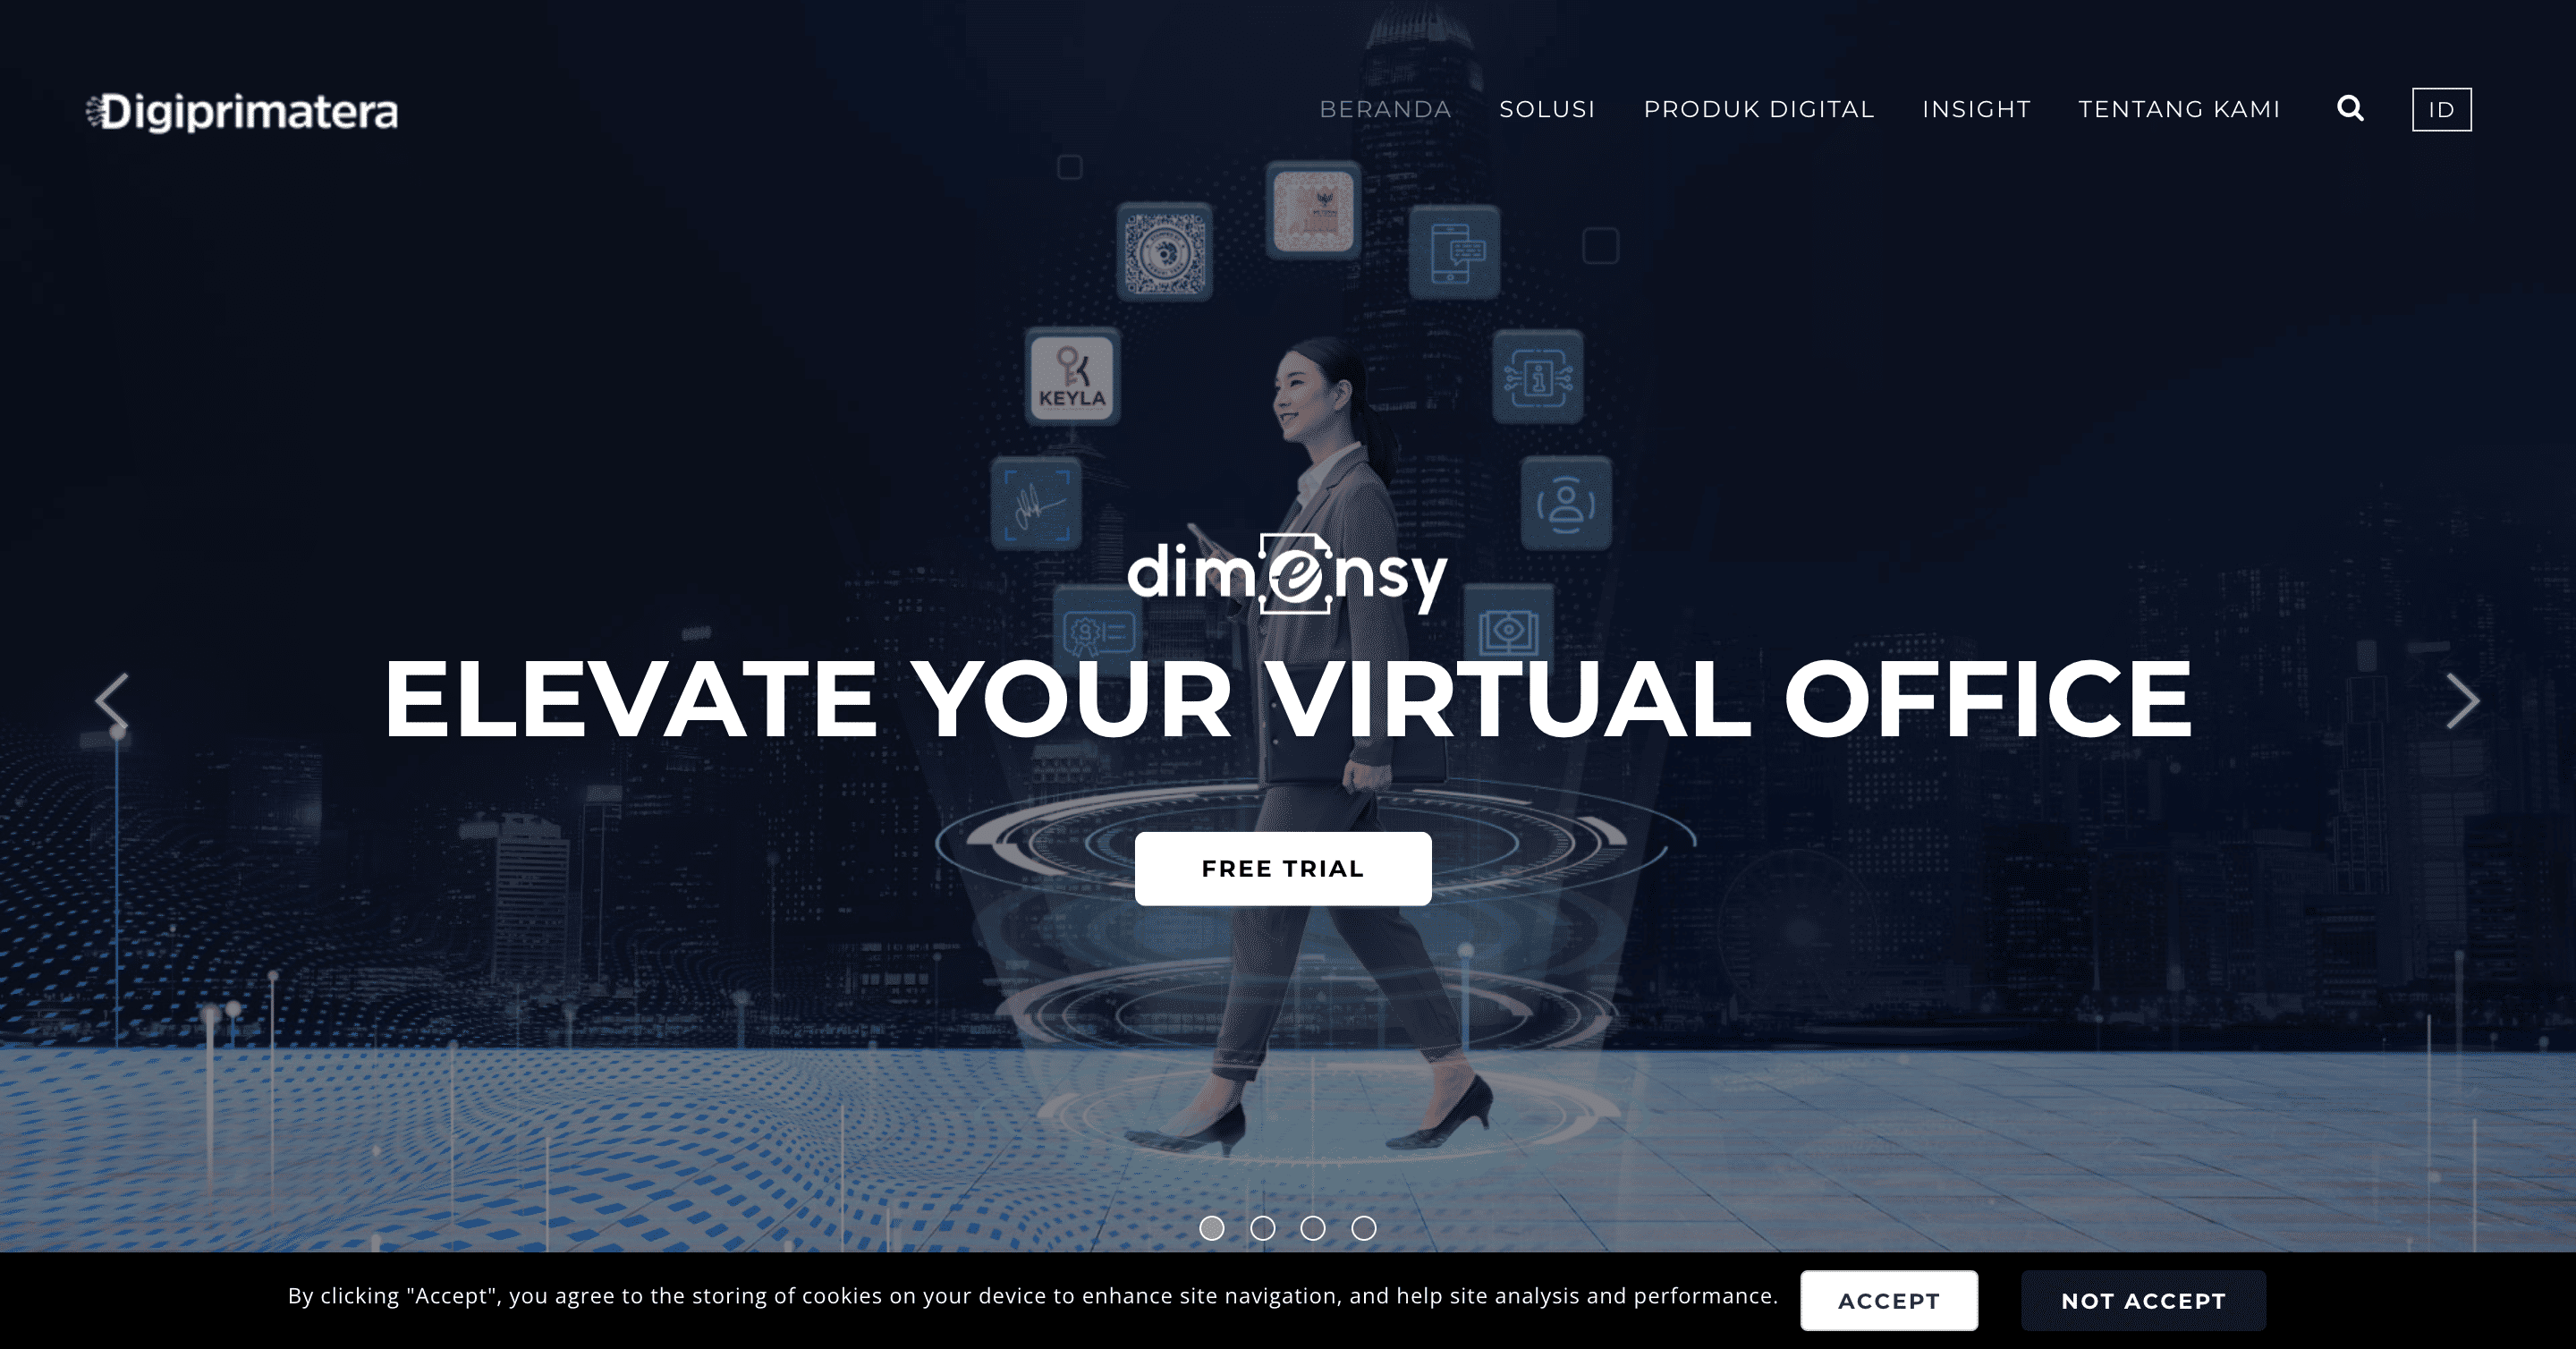 Digiprimatera
BERANDA SOLUSI PRODUK DIGITAL INSIGHT TENTANG KAMI ID
KEYLA
dimensy
ELEVATE YOUR VIRTUAL OFFICE
FREE TRIAL
By clicking "Accept", you agree to the storing of cookies on your device to enhance site navigation, and help site analysis and performance. ACCEPT NOT ACCEPT